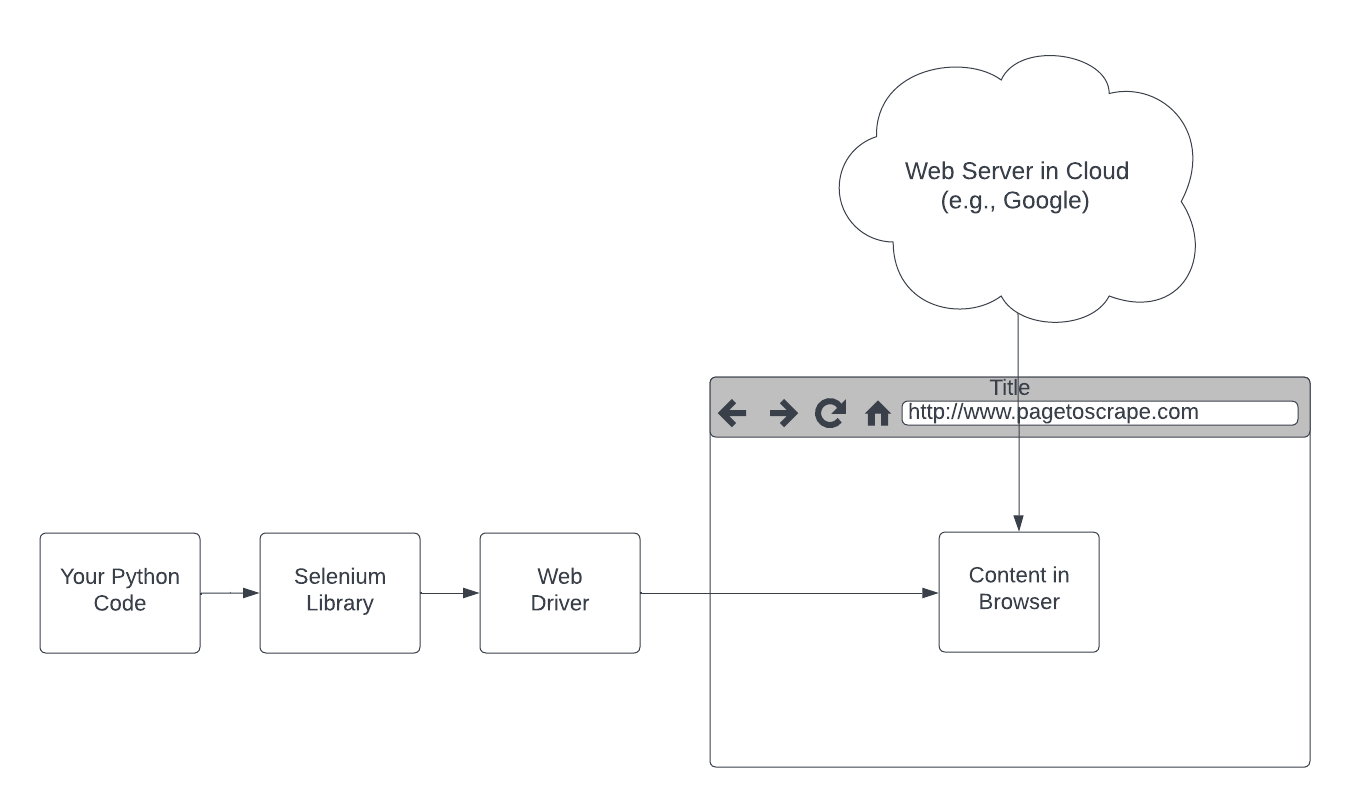 Web Server in Cloud
(e.g., Google)
Title
http://www.pagetoscrape.com
Your Python
Code
Selenium
Library
Web
Driver
Content in
Browser